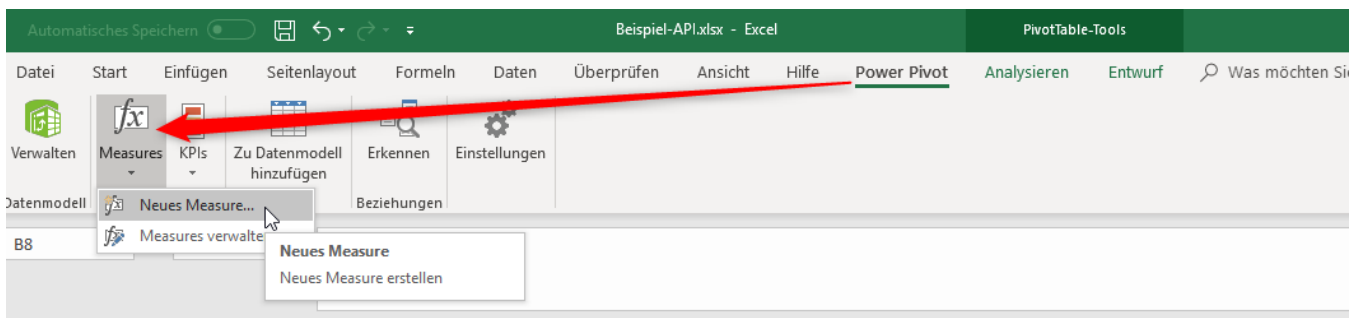 Automatisches Speichern
Beispiel-API.xlsx - Excel
PivotTable-Tools
Datei Start Einfügen Seitenlayout Formeln Daten Überprüfen Ansicht Hilfe Power Pivot Analysieren Entwurf Was möchten Sie
fx
Verwalten Measures KPIs Zu Datenmodell hinzufügen Erkennen Einstellungen
Datenmodell Beziehungen
Neues Measure...
Measures verwalte
B8
Neues Measure
Neues Measure erstellen